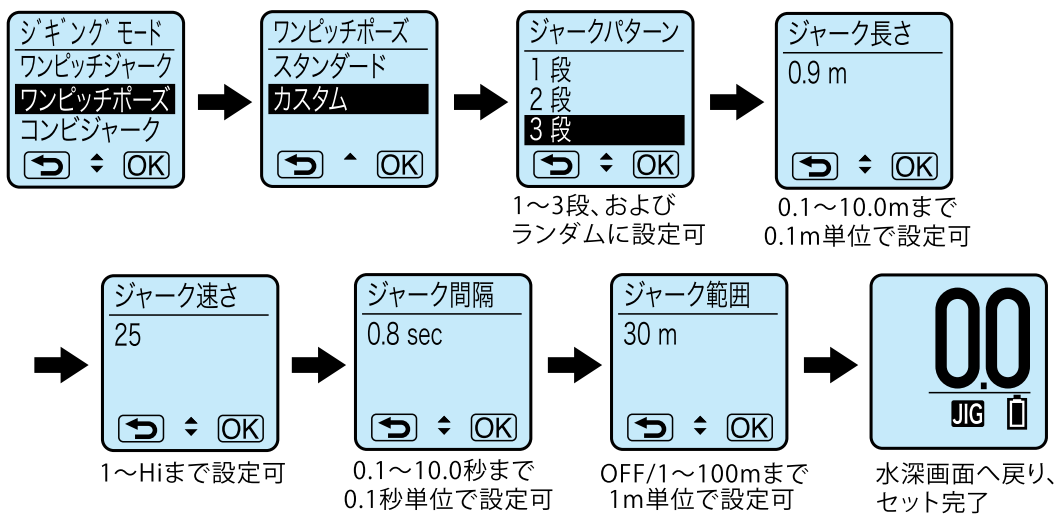 ジギングモード
ワンピッチジャーク
ワンピッチポーズ
コンビジャーク
OK
ワンピッチポーズ
スタンダード
カスタム
OK
ジャークパターン
1段
2段
3段
OK
1～3段、および
ランダムに設定可
ジャーク長さ
0.9 m
OK
0.1～10.0mまで
0.1m単位で設定可
ジャーク速さ
25
OK
1～Hiまで設定可
ジャーク間隔
0.8 sec
OK
0.1～10.0秒まで
0.1秒単位で設定可
ジャーク範囲
30 m
OK
OFF/1～100mまで
1m単位で設定可
0.0
JIG
水深画面へ戻り、
セット完了